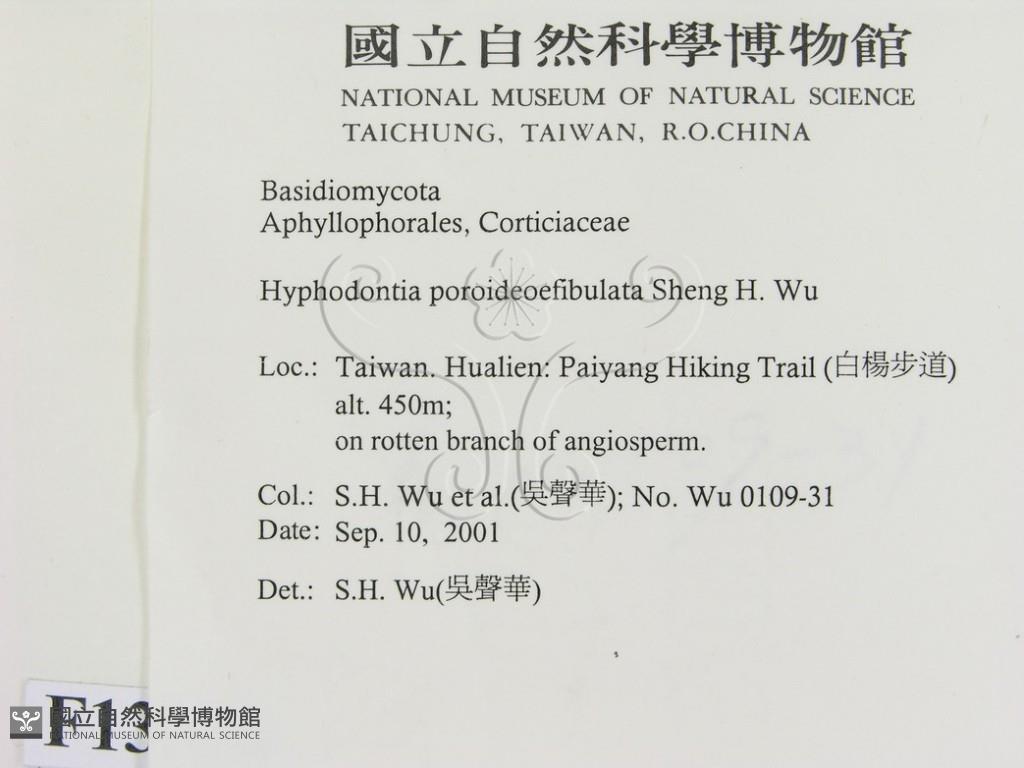 國立自然科學博物館
NATIONAL MUSEUM OF NATURAL SCIENCE
TAICHUNG, TAIWAN, R.O.CHINA
Basidiomycota
Aphyllophorales, Corticiaceae
Hyphodontia poroideoefibulata Sheng H. Wu
Loc.: Taiwan. Hualien: Paiyang Hiking Trail (白楊步道)
alt. 450m;
on rotten branch of angiosperm.
Col.: S.H. Wu et al.(吳聲華); No. Wu 0109-31
Date: Sep. 10, 2001
Det.: S.H. Wu(吳聲華)
F13
國立自然科學博物館
NATIONAL MUSEUM OF NATURAL SCIENCE